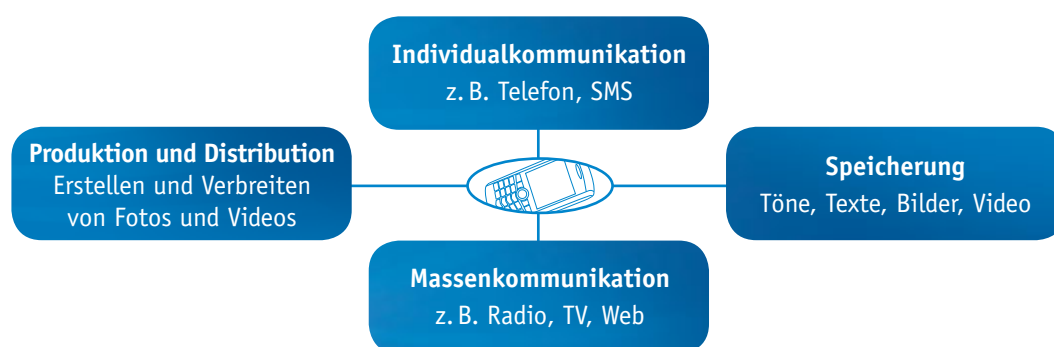 Individualkommunikation
z. B. Telefon, SMS
Produktion und Distribution
Erstellen und Verbreiten
von Fotos und Videos
Speicherung
Töne, Texte, Bilder, Video
Massenkommunikation
z. B. Radio, TV, Web